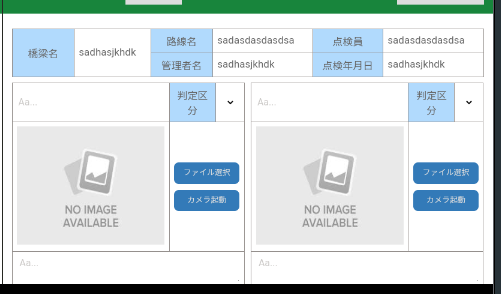 橋梁名 sadhasjkhdk 路線名 sadasdasdasdsa 点検員 sadasdasdasdsa
管理者名 sadhasjkhdk 点検年月日 sadhasjkhdk
Aa... 判定区分 Aa... 判定区分
NO IMAGE AVAILABLE ファイル選択 NO IMAGE AVAILABLE ファイル選択
カメラ起動 カメラ起動
Aa... Aa...